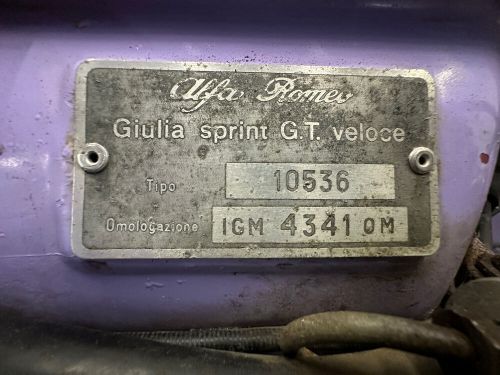 Alfa Romeo
Giulia sprint G.T. veloce
Tipo 10536
Omologazione IGM 4341 OM